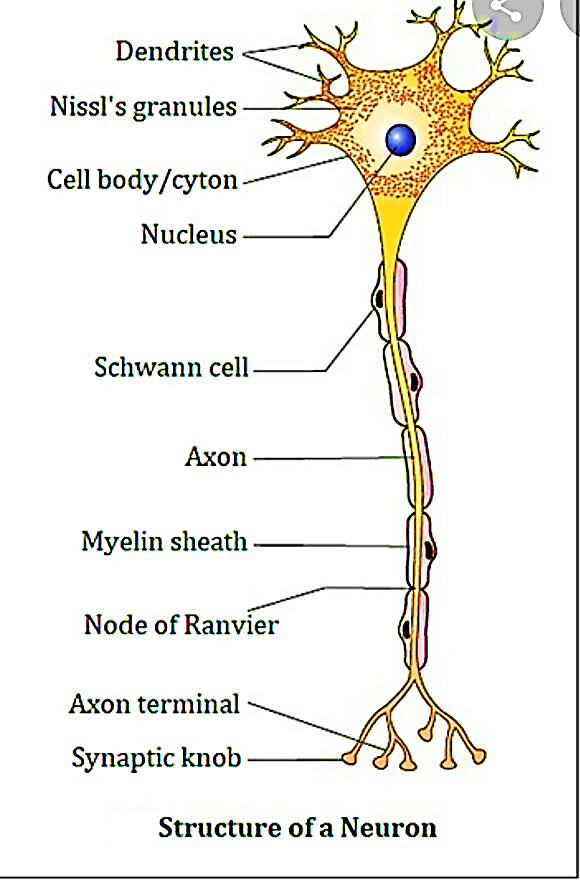 Dendrites
Nissl's granules
Cell body/cyton
Nucleus
Schwann cell
Axon
Myelin sheath
Node of Ranvier
Axon terminal
Synaptic knob
Structure of a Neuron